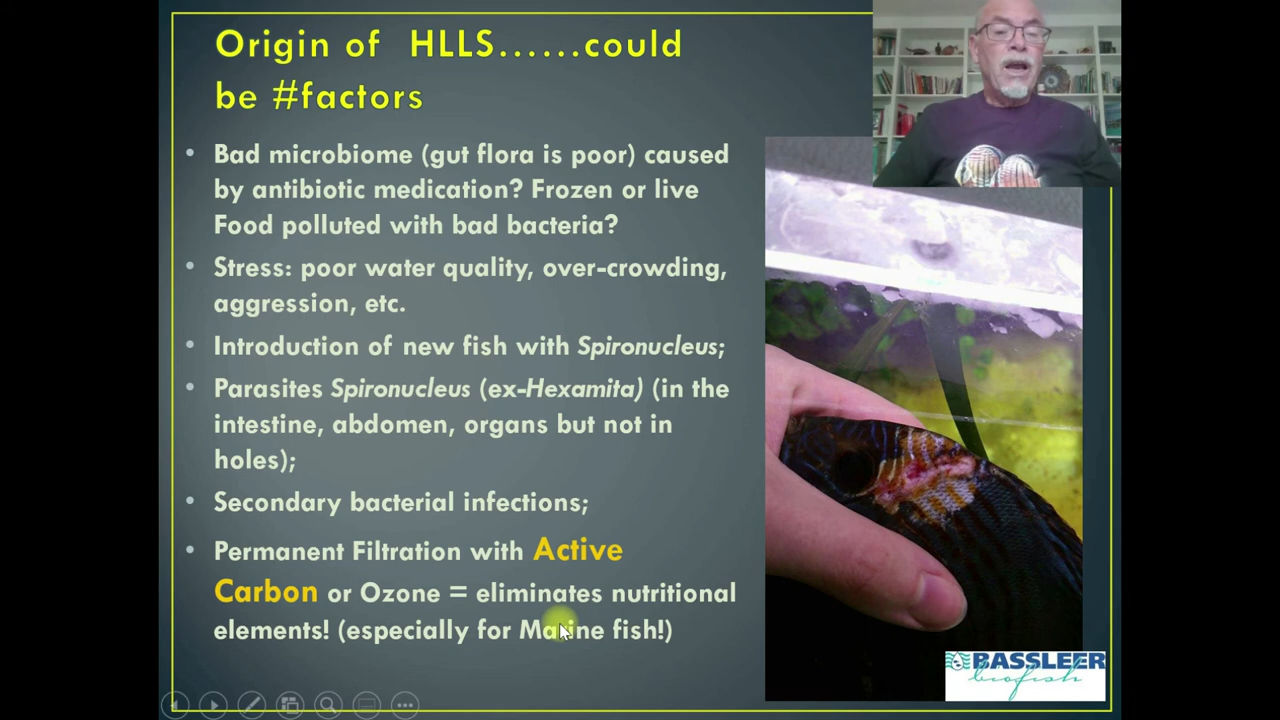 Origin of HLLS......could
be #factors
• Bad microbiome (gut flora is poor) caused
by antibiotic medication? Frozen or live
Food polluted with bad bacteria?
• Stress: poor water quality, over-crowding,
aggression, etc.
• Introduction of new fish with Spironucleus;
• Parasites Spironucleus (ex-Hexamita) (in the
intestine, abdomen, organs but not in
holes);
• Secondary bacterial infections;
• Permanent Filtration with Active
Carbon or Ozone = eliminates nutritional
elements! (especially for Marine fish!)
BASSLEER
biofish